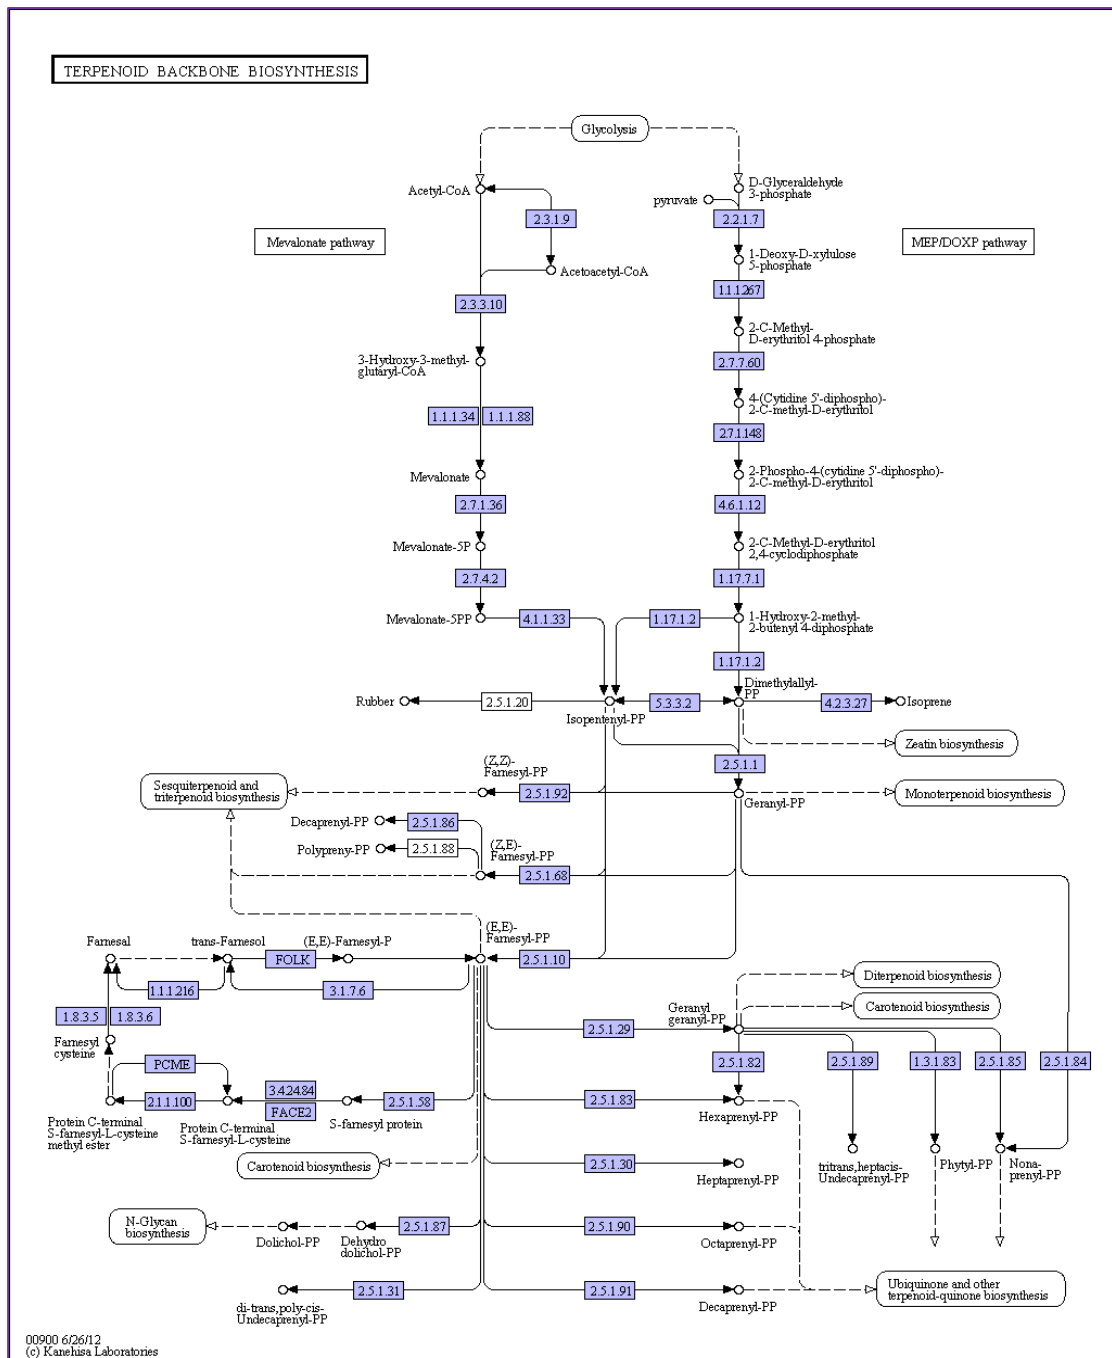 TERPENOID BACKBONE BIOSYNTHESIS
Glycolysis
Acetyl-CoA
D-Glyceraldehyde
3-phosphate
pyruvate
2.3.1.9
2.2.1.7
Mevalonate pathway
MEP/DOXP pathway
1-Deoxy-D-xylulose
5-phosphate
Acetoacetyl-CoA
1.1.1.267
2.3.3.10
2-C-Methyl-
D-erythritol 4-phosphate
3-Hydroxy-3-methyl-
glutaryl-CoA
2.7.7.60
4-(Cytidine 5'-diphospho)-
2-C-methyl-D-erythritol
1.1.1.34
1.1.1.88
2.7.1.148
Mevalonate
2-Phospho-4-(cytidine 5'-diphospho)-
2-C-methyl-D-erythritol
2.7.1.36
4.6.1.12
Mevalonate-5P
2-C-Methyl-D-erythritol
2,4-cyclodiphosphate
2.7.4.2
1.17.7.1
Mevalonate-5PP
4.1.1.33
1.17.1.2
1-Hydroxy-2-methyl-
2-butenyl 4-diphosphate
1.17.1.2
Dimethylallyl-
PP
Rubber
2.5.1.20
Isopentenyl-PP
5.3.3.2
4.2.3.27
Isoprene
Zeatin biosynthesis
2.5.1.1
(Z,Z)-
Farnesyl-PP
Sesquiterpenoid and
triterpenoid biosynthesis
2.5.1.92
Geranyl-PP
Monoterpenoid biosynthesis
Decaprenyl-PP
2.5.1.86
Polypreny-PP
2.5.1.88
(Z,E)-
Farnesyl-PP
2.5.1.68
Farnesal
trans-Farnesol
(E,E)-Farnesyl-P
(E,E)-
Farnesyl-PP
FOLK
2.5.1.10
1.1.1.216
3.1.7.6
Diterpenoid biosynthesis
Carotenoid biosynthesis
1.8.3.5
1.8.3.6
Geranyl
geranyl-PP
2.5.1.29
Farnesyl
cysteine
PCME
2.5.1.82
2.5.1.89
1.3.1.83
2.5.1.85
2.5.1.84
3.4.24.84
2.1.1.100
FACE2
2.5.1.58
2.5.1.83
Hexaprenyl-PP
Protein C-terminal
S-farnesyl-L-cysteine
methyl ester
Protein C-terminal
S-farnesyl-L-cysteine
S-farnesyl protein
Carotenoid biosynthesis
2.5.1.30
Heptaprenyl-PP
tritrans,heptacis-
Undecaprenyl-PP
Phytyl-PP
Nona-
prenyl-PP
N-Glycan
biosynthesis
Dolichol-PP
Dehydro
dolichol-PP
2.5.1.87
2.5.1.90
Octaprenyl-PP
di-trans,poly-cis-
Undecaprenyl-PP
2.5.1.31
2.5.1.91
Decaprenyl-PP
Ubiquinone and other
terpenoid-quinone biosynthesis
00900 6/26/12
(c) Kanehisa Laboratories